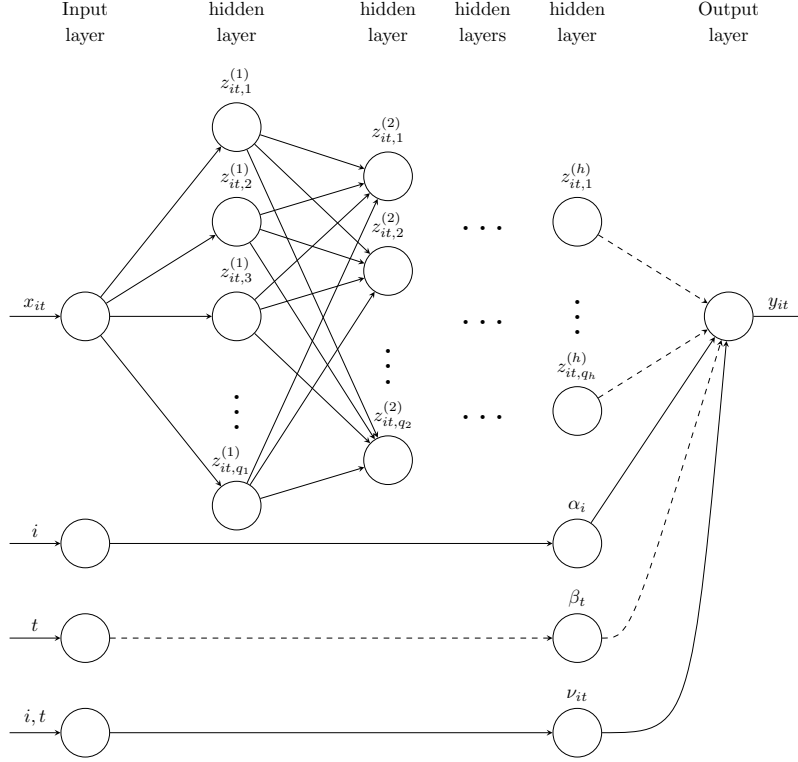 Input layer
hidden layer
hidden layer
hidden layers
hidden layer
Output layer
z_{it,1}^{(1)}
z_{it,2}^{(1)}
z_{it,3}^{(1)}
z_{it,q_1}^{(1)}
z_{it,1}^{(2)}
z_{it,2}^{(2)}
z_{it,q_2}^{(2)}
...
...
...
z_{it,1}^{(h)}
z_{it,q_h}^{(h)}
x_{it}
y_{it}
i
α_i
t
β_t
i, t
ν_{it}